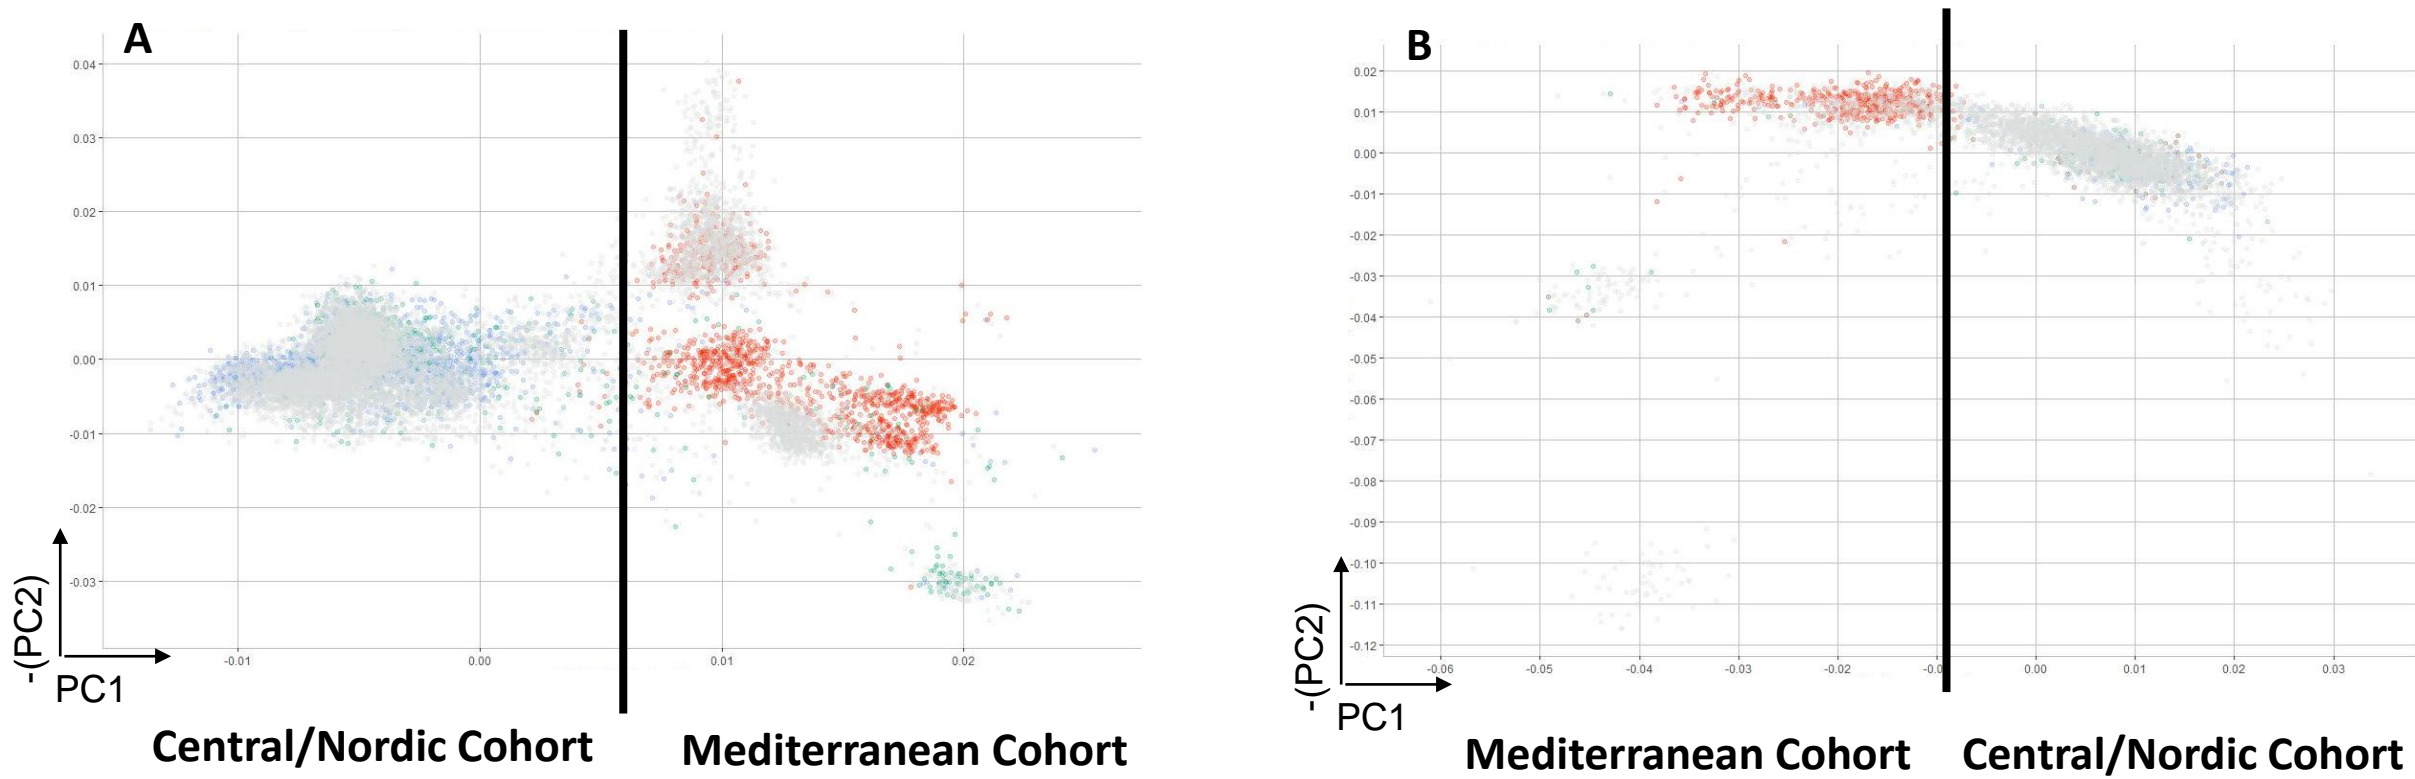 A
0.04
0.03
0.02
0.01
0.00
-0.01
-0.02
-0.03
-0.01 0.00 0.01 0.02
-(PC2)
PC1
Central/Nordic Cohort Mediterranean Cohort
B
0.02
0.01
0.00
-0.01
-0.02
-0.03
-0.04
-0.05
-0.06
-0.07
-0.08
-0.09
-0.10
-0.11
-0.12
-0.06 -0.05 -0.04 -0.03 -0.02 -0.0 0.00 0.01 0.02 0.03
-(PC2)
PC1
Mediterranean Cohort Central/Nordic Cohort